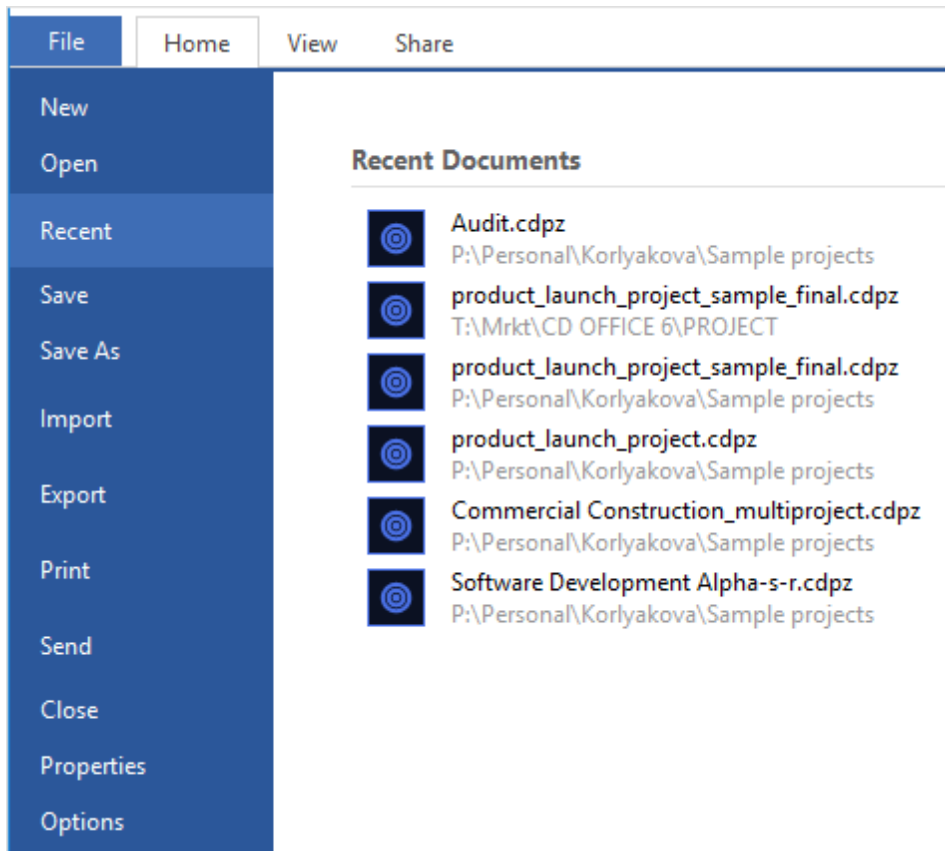 File Home View Share
New
Open
Recent
Save
Save As
Import
Export
Print
Send
Close
Properties
Options
Recent Documents
Audit.cdpz
P:\Personal\Korlyakova\Sample projects
product_launch_project_sample_final.cdpz
T:\Mrkt\CD OFFICE 6\PROJECT
product_launch_project_sample_final.cdpz
P:\Personal\Korlyakova\Sample projects
product_launch_project.cdpz
P:\Personal\Korlyakova\Sample projects
Commercial Construction_multiproject.cdpz
P:\Personal\Korlyakova\Sample projects
Software Development Alpha-s-r.cdpz
P:\Personal\Korlyakova\Sample projects